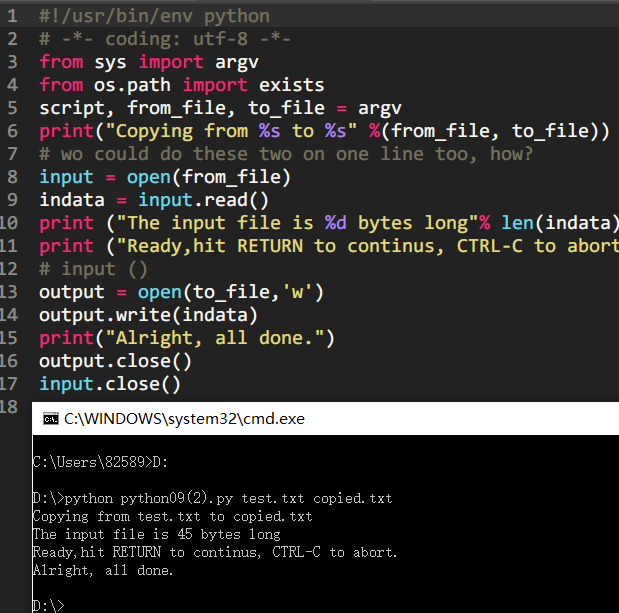 1 #!/usr/bin/env python
2 # -*- coding: utf-8 -*-
3 from sys import argv
4 from os.path import exists
5 script, from_file, to_file = argv
6 print("Copying from %s to %s" %(from_file, to_file))
7 # wo could do these two on one line too, how?
8 input = open(from_file)
9 indata = input.read()
10 print ("The input file is %d bytes long"% len(indata)
11 print ("Ready,hit RETURN to continus, CTRL-C to abort
12 # input ()
13 output = open(to_file,'w')
14 output.write(indata)
15 print("Alright, all done.")
16 output.close()
17 input.close()
18
C:\WINDOWS\system32\cmd.exe
C:\Users\82589>D:
D:\>python python09(2).py test.txt copied.txt
Copying from test.txt to copied.txt
The input file is 45 bytes long
Ready,hit RETURN to continus, CTRL-C to abort.
Alright, all done.
D:\>